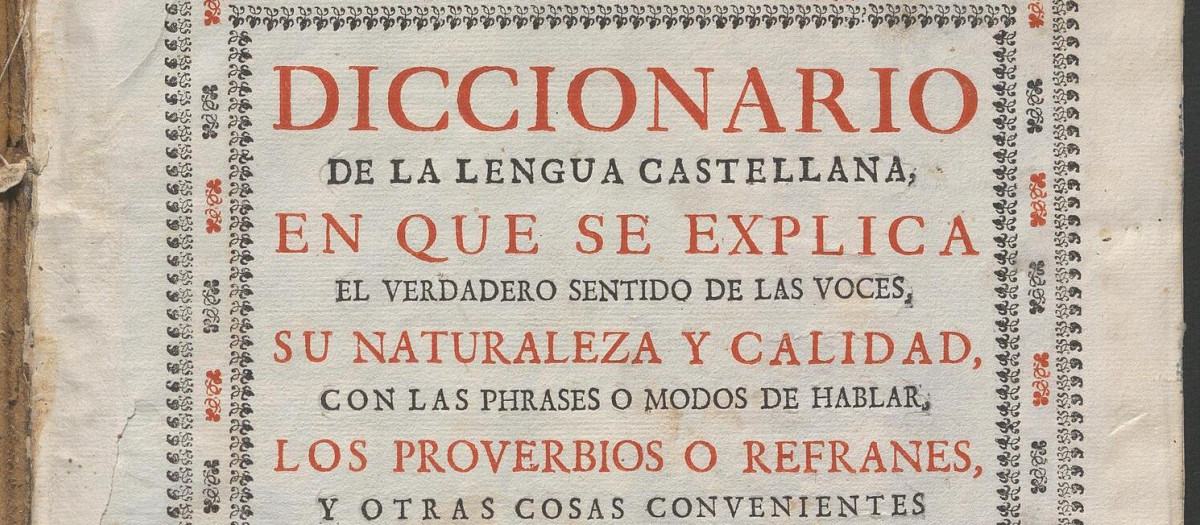 DICCIONARIO
DE LA LENGUA CASTELLANA,
EN QUE SE EXPLICA
EL VERDADERO SENTIDO DE LAS VOCES,
SU NATURALEZA Y CALIDAD,
CON LAS PHRASES O MODOS DE HABLAR,
LOS PROVERBIOS O REFRANES,
Y OTRAS COSAS CONVENIENTES